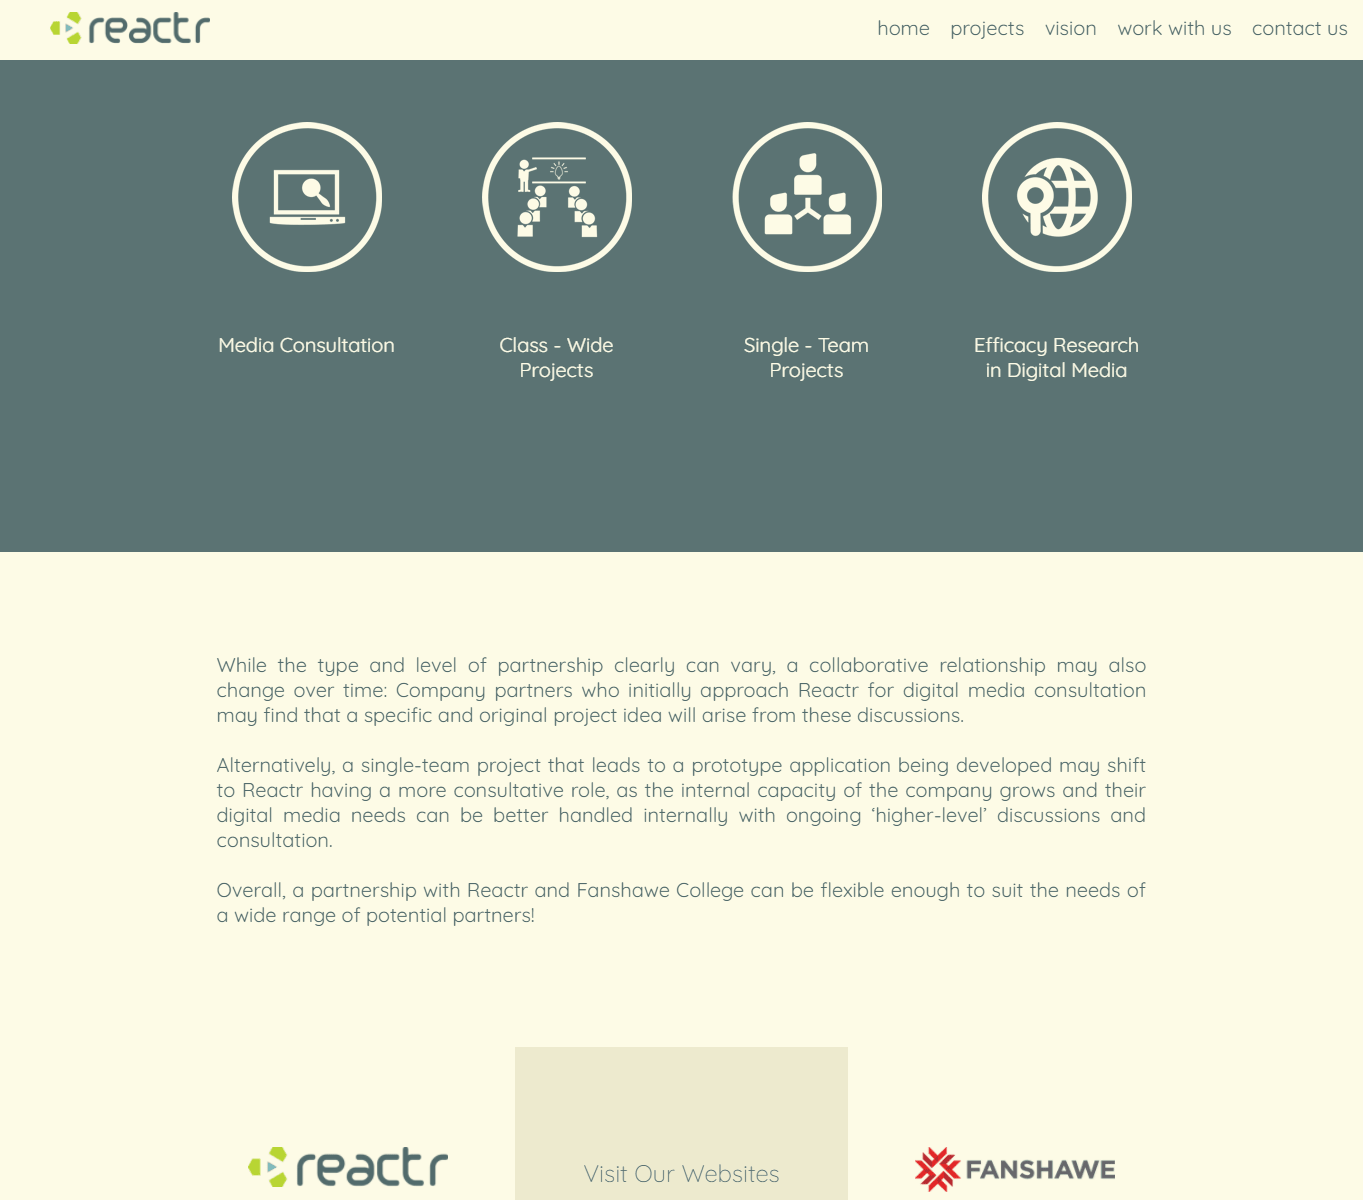 reactr
home projects vision work with us contact us
Media Consultation
Class - Wide
Projects
Single - Team
Projects
Efficacy Research
in Digital Media
While the type and level of partnership clearly can vary, a collaborative relationship may also
change over time: Company partners who initially approach Reactr for digital media consultation
may find that a specific and original project idea will arise from these discussions.
Alternatively, a single-team project that leads to a prototype application being developed may shift
to Reactr having a more consultative role, as the internal capacity of the company grows and their
digital media needs can be better handled internally with ongoing ‘higher-level’ discussions and
consultation.
Overall, a partnership with Reactr and Fanshawe College can be flexible enough to suit the needs of
a wide range of potential partners!
reactr
Visit Our Websites
FANSHAWE